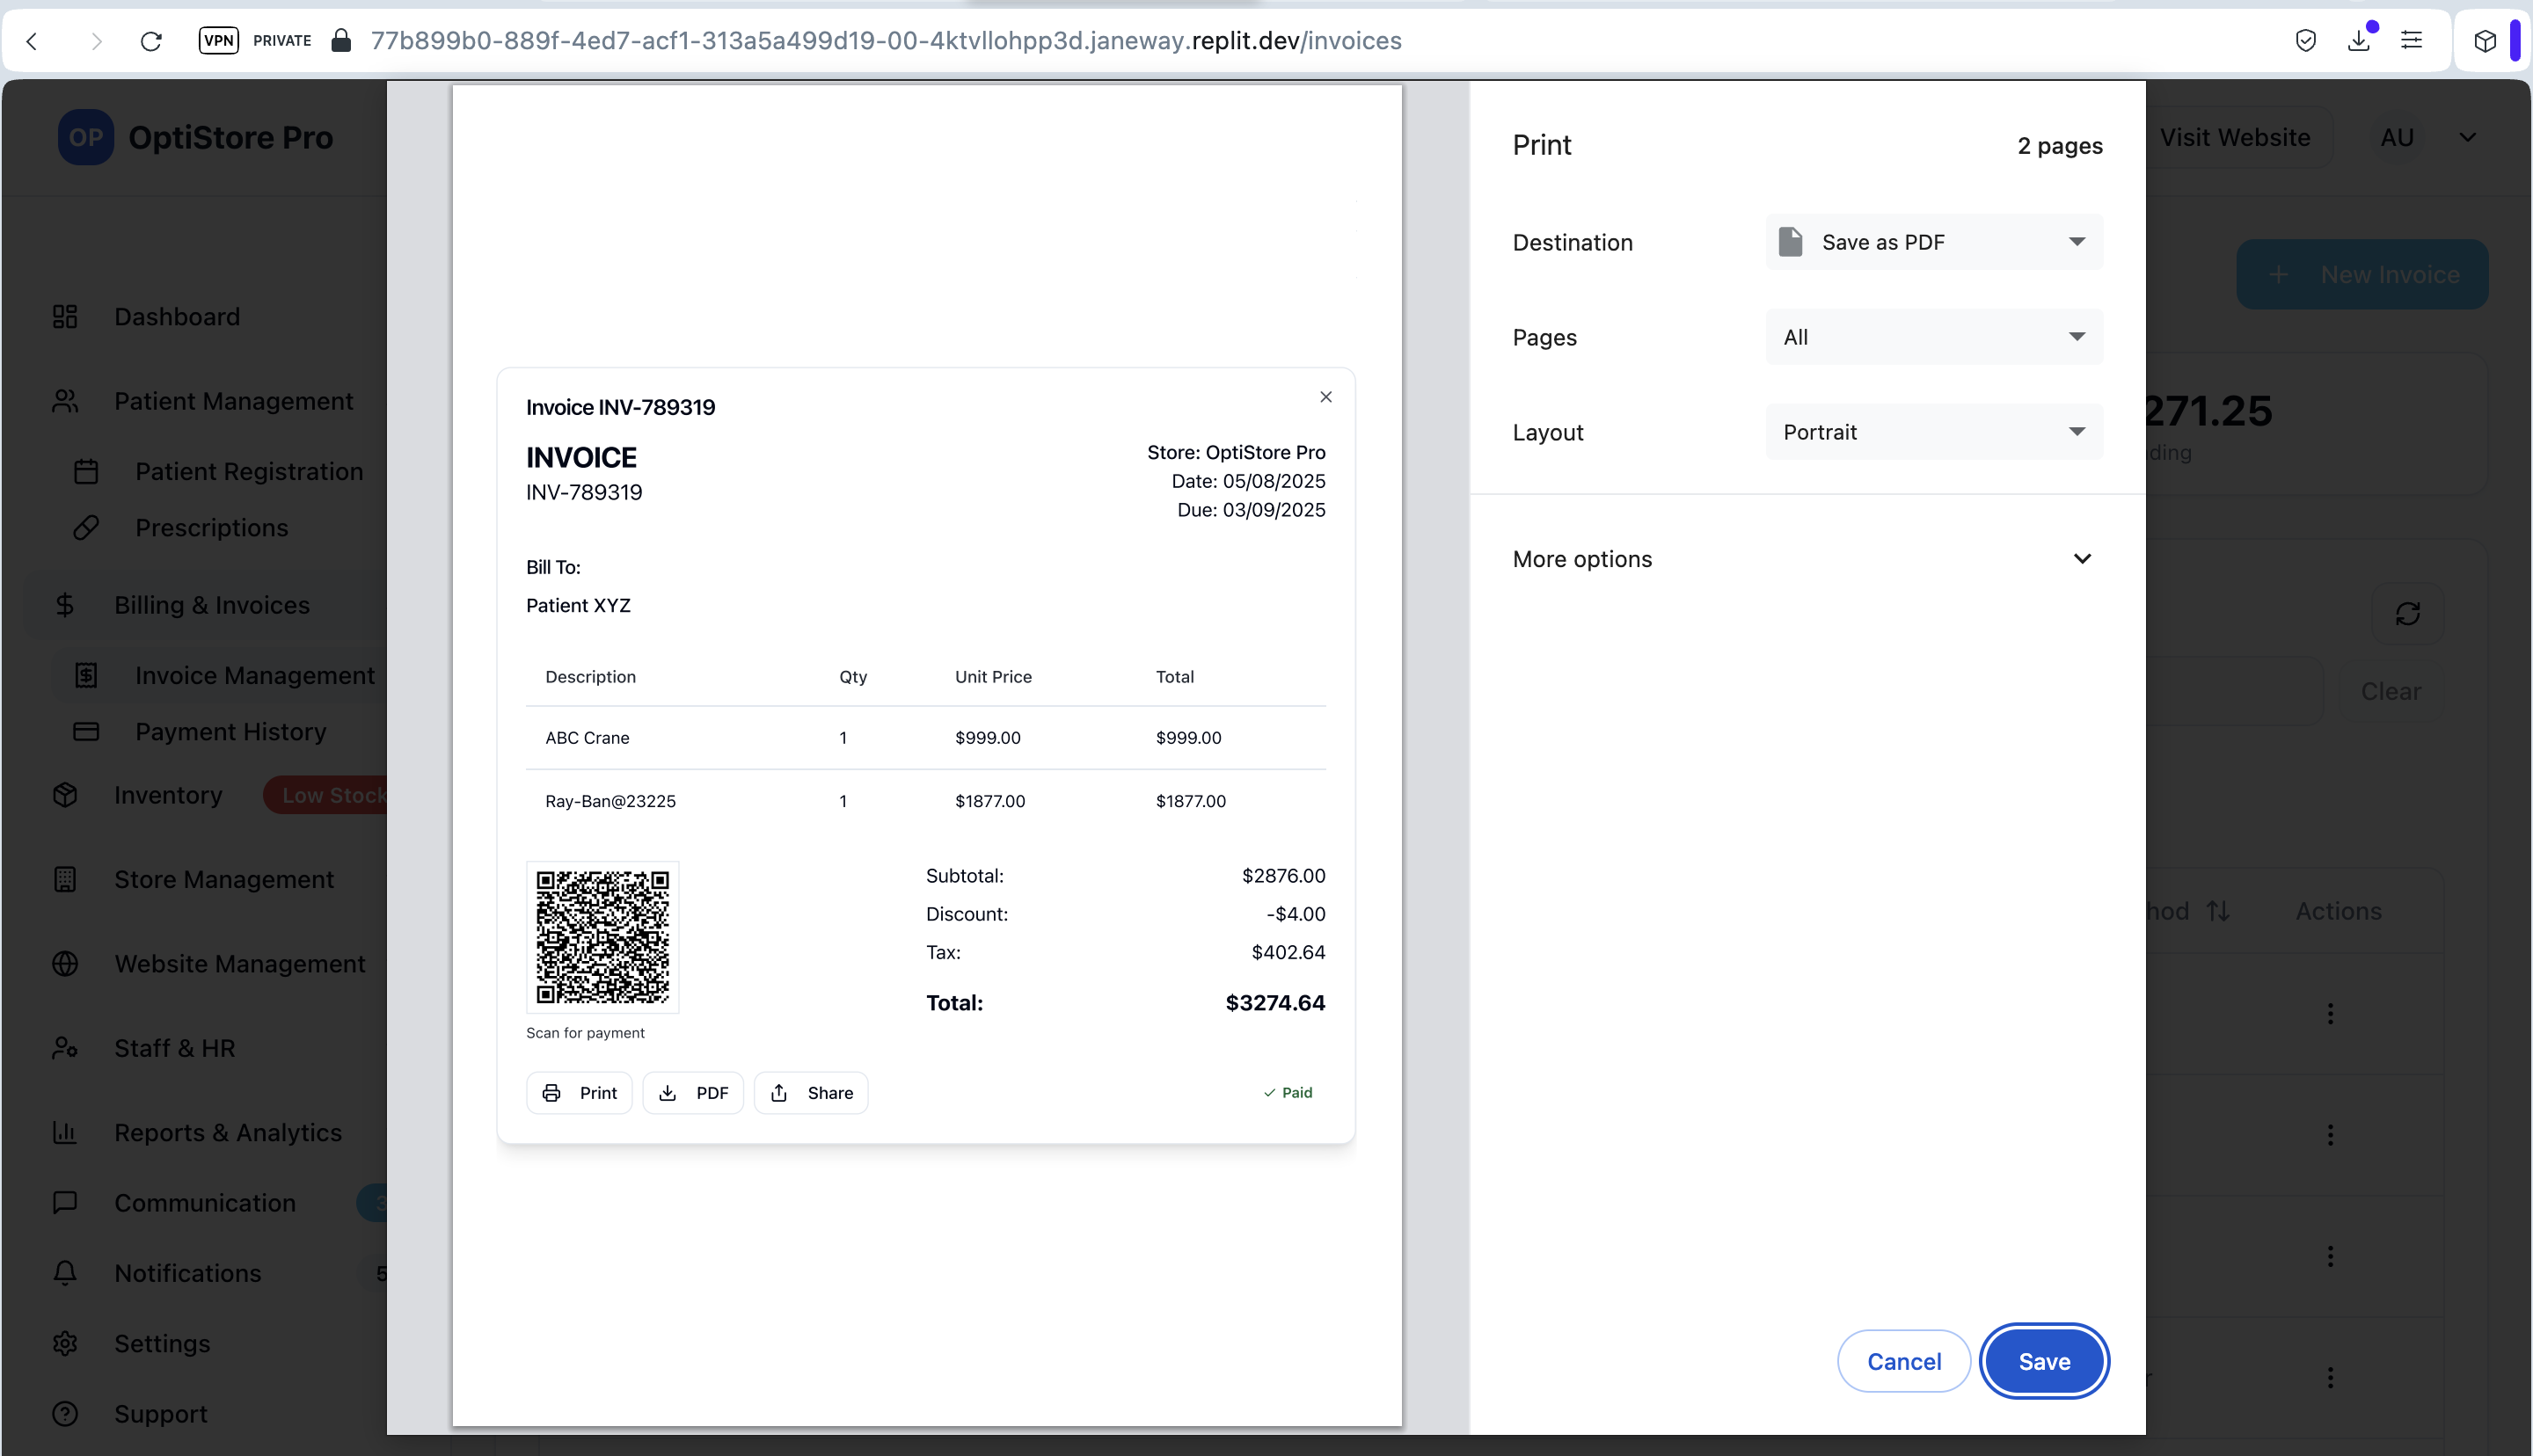 VPN PRIVATE 77b899b0-889f-4ed7-acf1-313a5a499d19-00-4ktvllohpp3d.janeway.replit.dev/invoices
OP OptiStore Pro
Dashboard
Patient Management
Patient Registration
Prescriptions
Billing & Invoices
Invoice Management
Payment History
Inventory Low Stock
Store Management
Website Management
Staff & HR
Reports & Analytics
Communication 3
Notifications 5
Settings
Support
Invoice INV-789319
INVOICE
INV-789319
Store: OptiStore Pro
Date: 05/08/2025
Due: 03/09/2025
Bill To:
Patient XYZ
Description Qty Unit Price Total
ABC Crane 1 $999.00 $999.00
Ray-Ban@23225 1 $1877.00 $1877.00
Subtotal: $2876.00
Discount: -$4.00
Tax: $402.64
Total: $3274.64
Scan for payment
Print PDF Share Paid
Print 2 pages
Destination Save as PDF
Pages All
Layout Portrait
More options
Cancel Save
Visit Website AU
+ New Invoice
271.25
ding
Clear
hod Actions